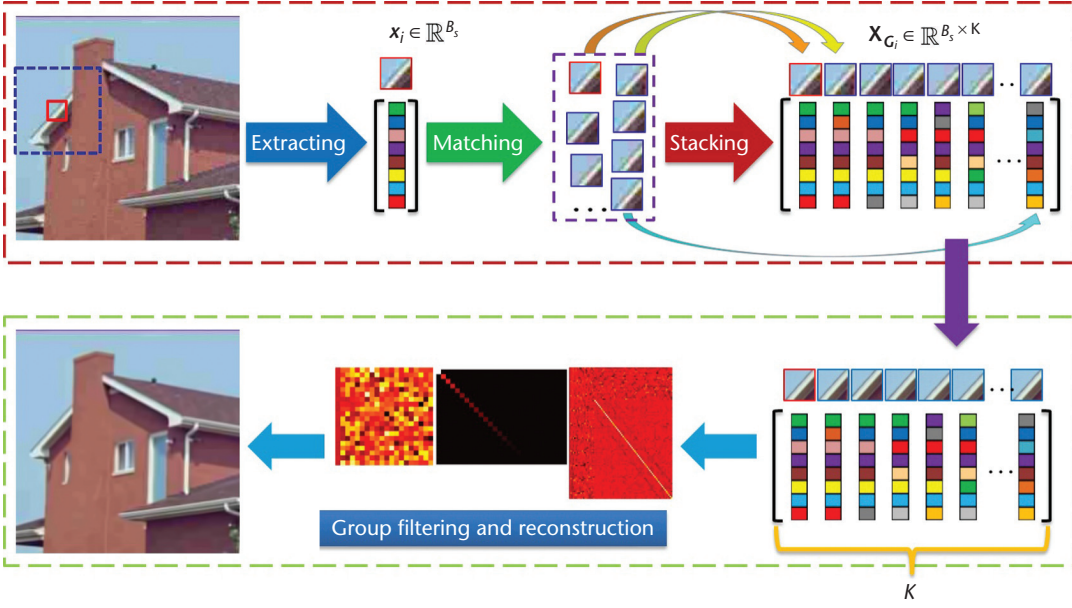 x_i ∈ ℝ^{B_s}
X_{G_i} ∈ ℝ^{B_s × K}
Extracting
Matching
Stacking
Group filtering and reconstruction
K